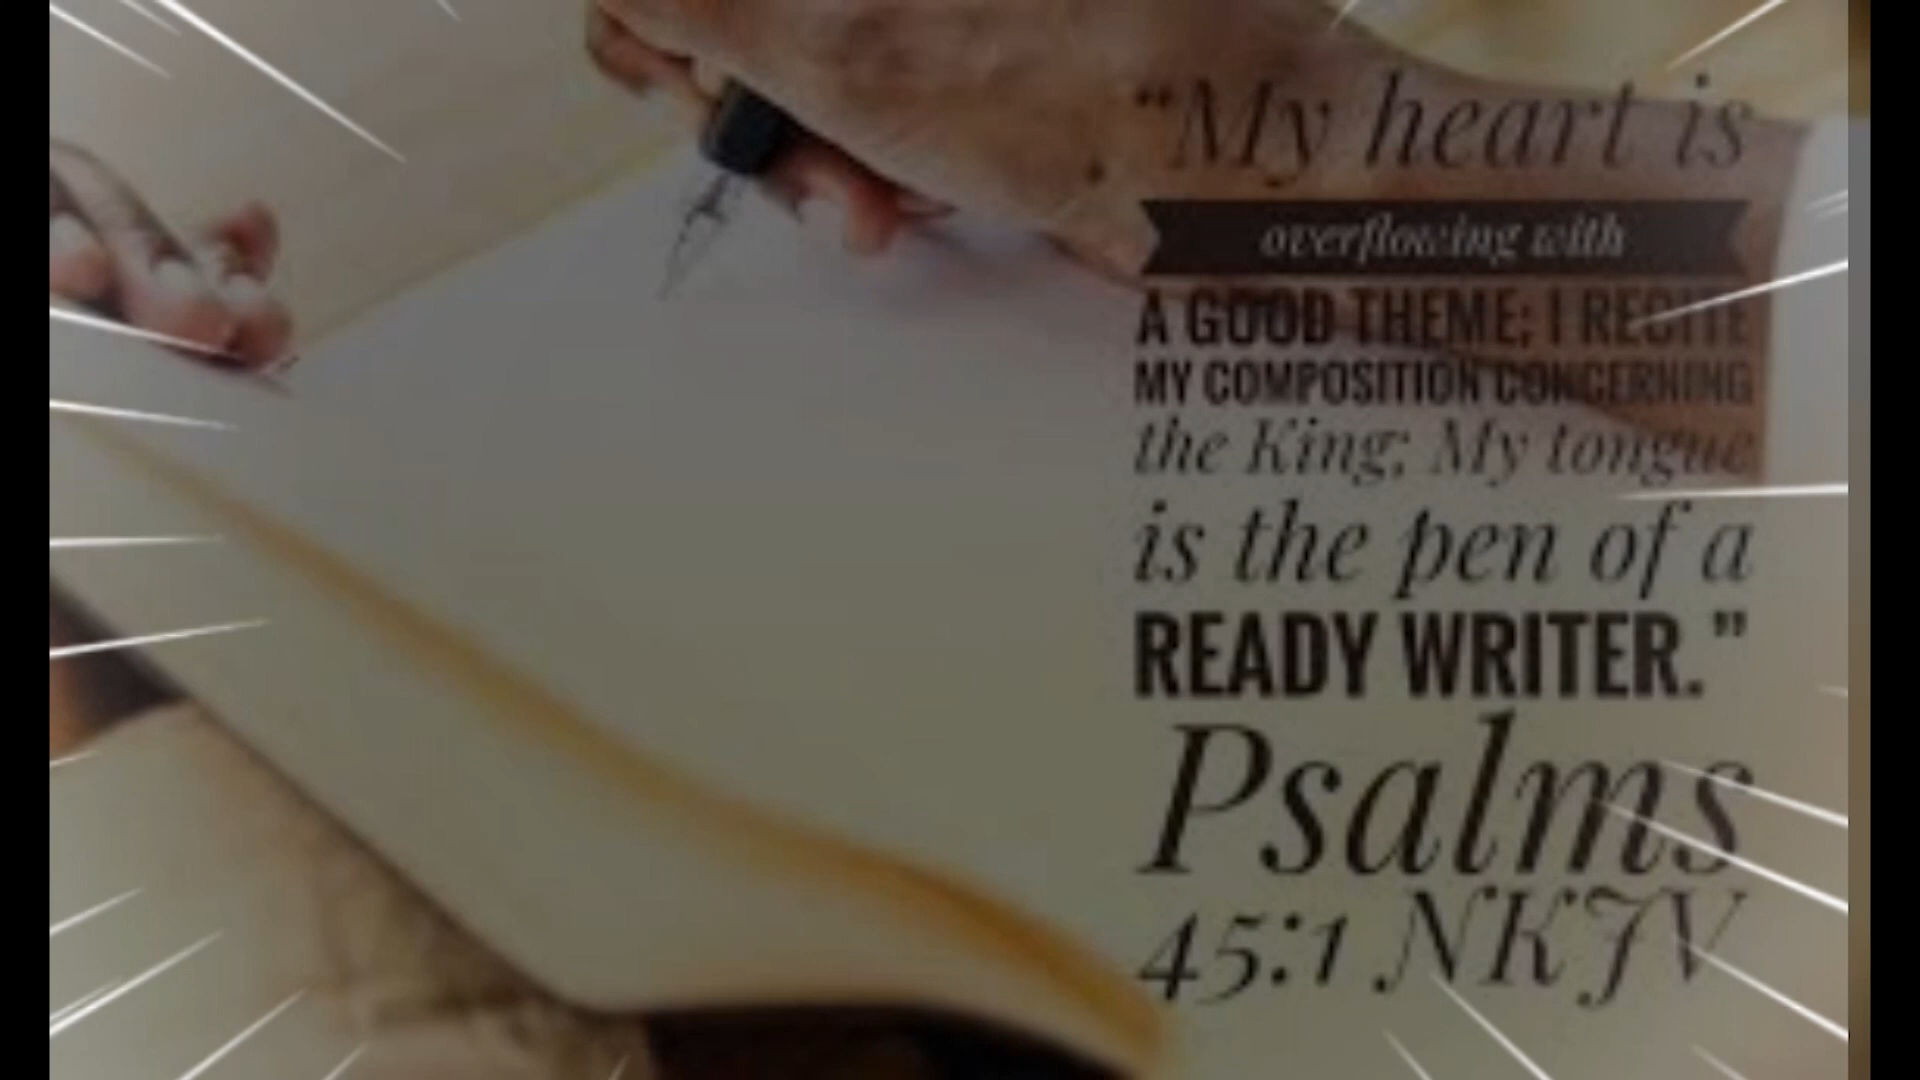 “My heart is
overflowing with
A GOOD THEME; I RECITE
MY COMPOSITION CONCERNING
the King; My tongue
is the pen of a
READY WRITER.”
Psalms
45:1 NKJV